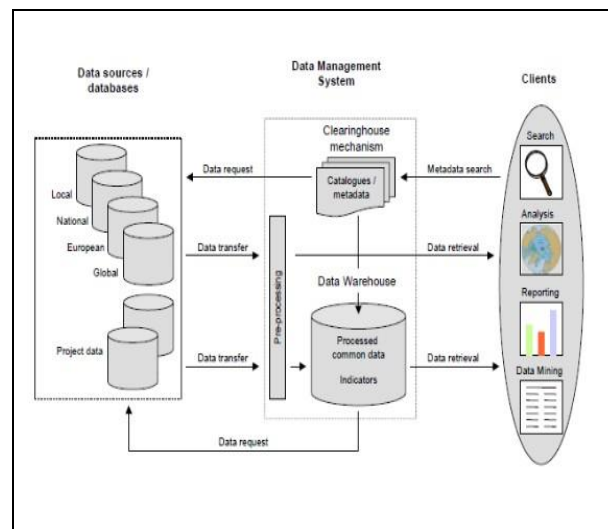 Data sources /
databases
Data Management
System
Clients
Clearinghouse
mechanism
Search
Data request
Metadata search
Catalogues /
metadata
Local
National
European
Global
Analysis
Data transfer
Data retrieval
Pre-processing
Data Warehouse
Reporting
Project data
Data transfer
Processed
common data
Indicators
Data retrieval
Data Mining
Data request